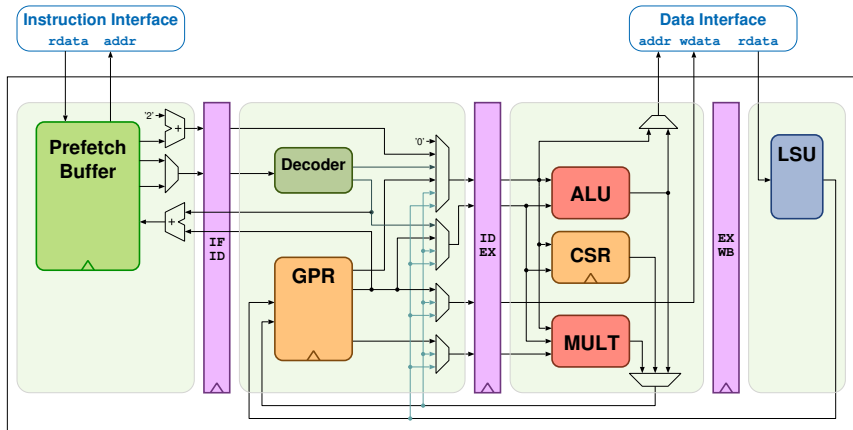 Instruction Interface
rdata addr
Data Interface
addr wdata rdata
'2'
+
Prefetch
Buffer
+
IF
ID
Decoder
'0'
GPR
ID
EX
ALU
CSR
MULT
EX
WB
LSU